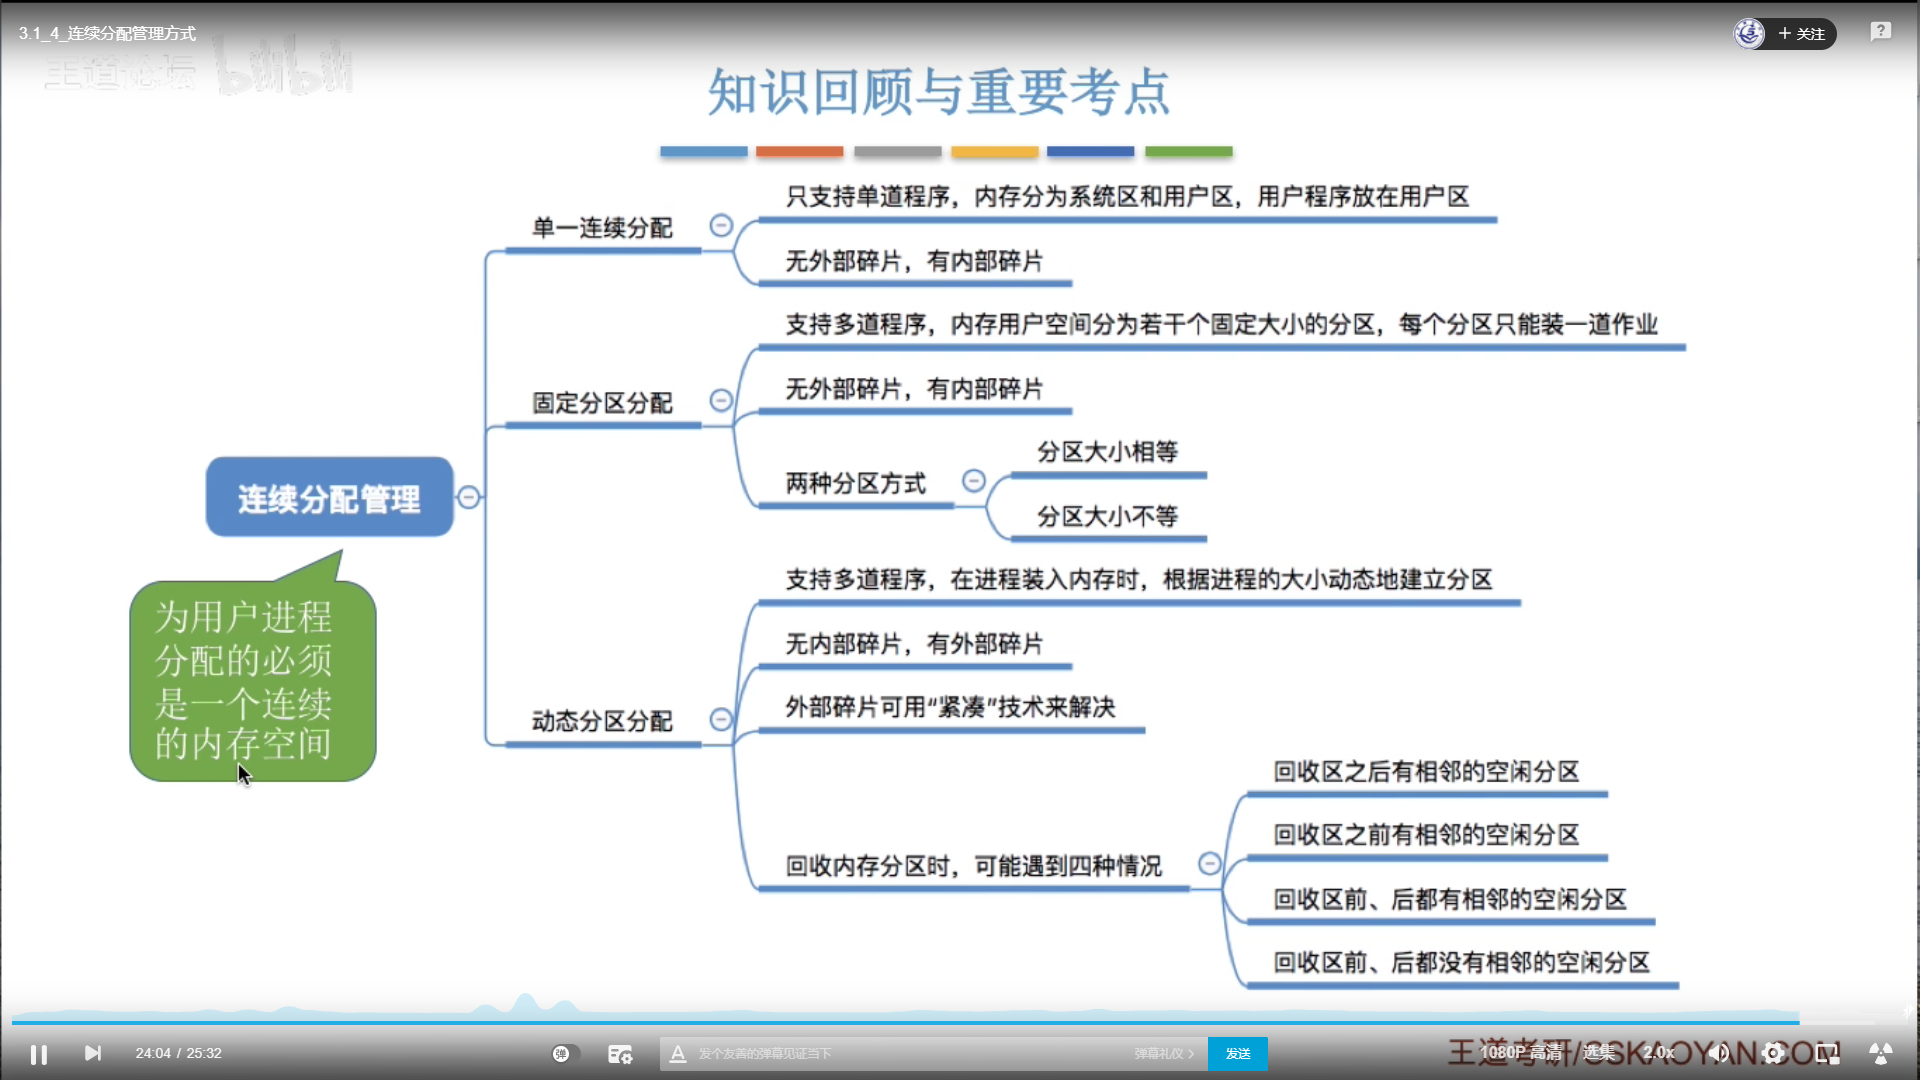 3.1_4_连续分配管理方式
+ 关注
王道论坛 bilibili
知识回顾与重要考点
单一连续分配
只支持单道程序，内存分为系统区和用户区，用户程序放在用户区
无外部碎片，有内部碎片
固定分区分配
支持多道程序，内存用户空间分为若干个固定大小的分区，每个分区只能装一道作业
无外部碎片，有内部碎片
两种分区方式
分区大小相等
分区大小不等
连续分配管理
为用户进程
分配的必须
是一个连续
的内存空间
动态分区分配
支持多道程序，在进程装入内存时，根据进程的大小动态地建立分区
无内部碎片，有外部碎片
外部碎片可用“紧凑”技术来解决
回收内存分区时，可能遇到四种情况
回收区之后有相邻的空闲分区
回收区之前有相邻的空闲分区
回收区前、后都有相邻的空闲分区
回收区前、后都没有相邻的空闲分区
24:04 / 25:32
弹
A 发个友善的弹幕见证当下
弹幕礼仪 >
发送
王道考研/CSKAOYAN.COM
1080P 高清
选集
2.0x